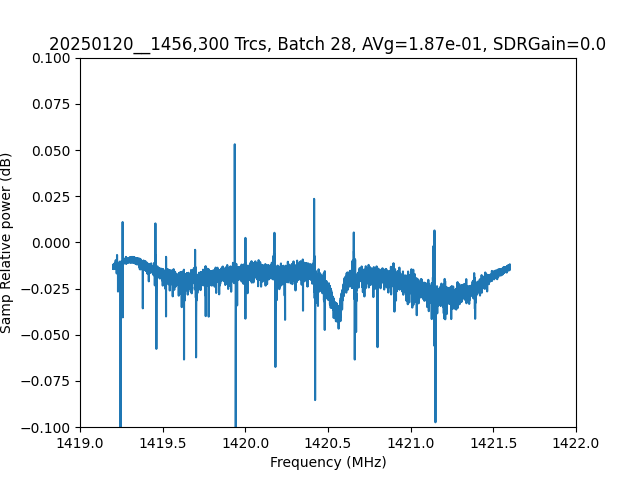 20250120__1456,300 Trcs, Batch 28, AVg=1.87e-01, SDRGain=0.0
Samp Relative power (dB)
0.100
0.075
0.050
0.025
0.000
−0.025
−0.050
−0.075
−0.100
1419.0 1419.5 1420.0 1420.5 1421.0 1421.5 1422.0
Frequency (MHz)